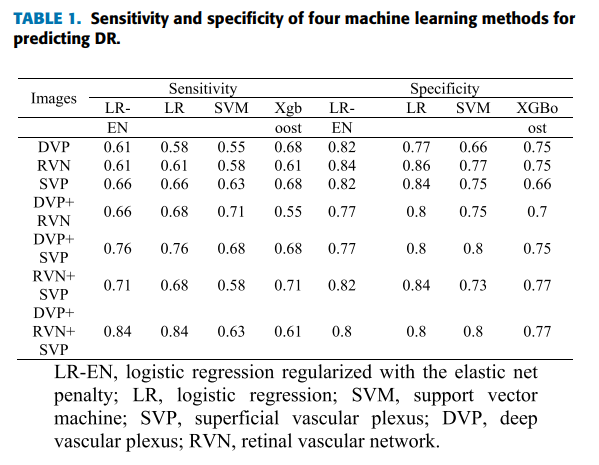 TABLE 1. Sensitivity and specificity of four machine learning methods for
predicting DR.
Images Sensitivity Specificity
LR- LR SVM Xgb LR- LR SVM XGBo
EN oost EN ost
DVP 0.61 0.58 0.55 0.68 0.82 0.77 0.66 0.75
RVN 0.61 0.61 0.58 0.61 0.84 0.86 0.77 0.75
SVP 0.66 0.66 0.63 0.68 0.82 0.84 0.75 0.66
DVP+
RVN 0.66 0.68 0.71 0.55 0.77 0.8 0.75 0.7
DVP+
SVP 0.76 0.76 0.68 0.68 0.77 0.8 0.8 0.75
RVN+
SVP 0.71 0.68 0.58 0.71 0.82 0.84 0.73 0.77
DVP+
RVN+ 0.84 0.84 0.63 0.61 0.8 0.8 0.8 0.77
SVP
LR-EN, logistic regression regularized with the elastic net
penalty; LR, logistic regression; SVM, support vector
machine; SVP, superficial vascular plexus; DVP, deep
vascular plexus; RVN, retinal vascular network.